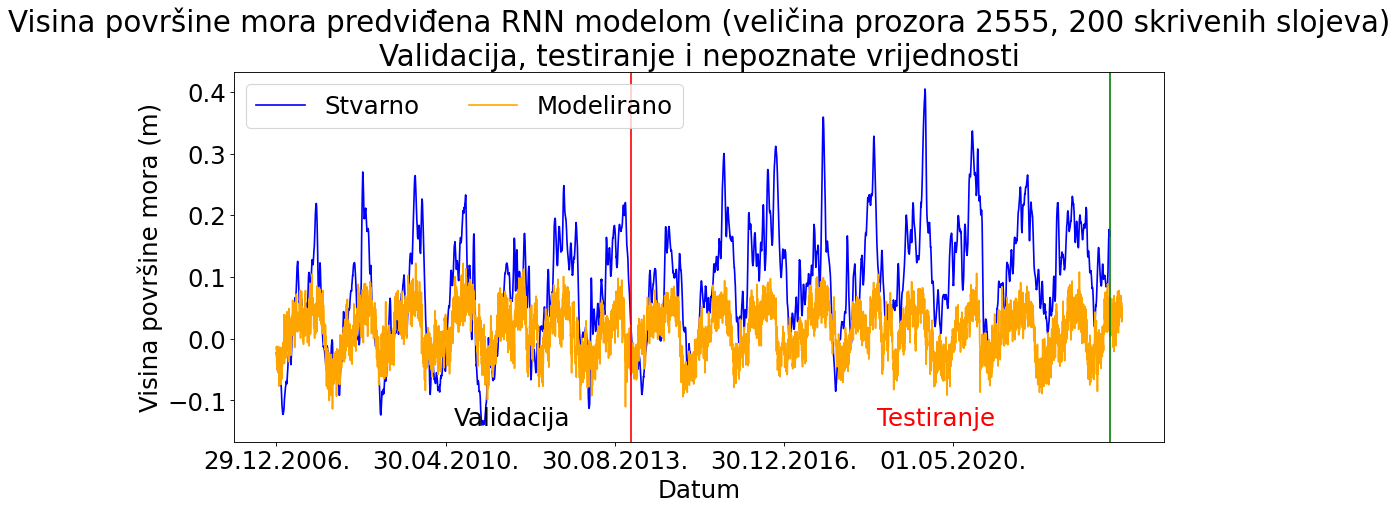 Visina površine mora predviđena RNN modelom (veličina prozora 2555, 200 skrivenih slojeva)
Validacija, testiranje i nepoznate vrijednosti
Stvarno
Modelirano
Visina površine mora (m)
0.4
0.3
0.2
0.1
0.0
−0.1
Validacija
Testiranje
29.12.2006.
30.04.2010.
30.08.2013.
30.12.2016.
01.05.2020.
Datum